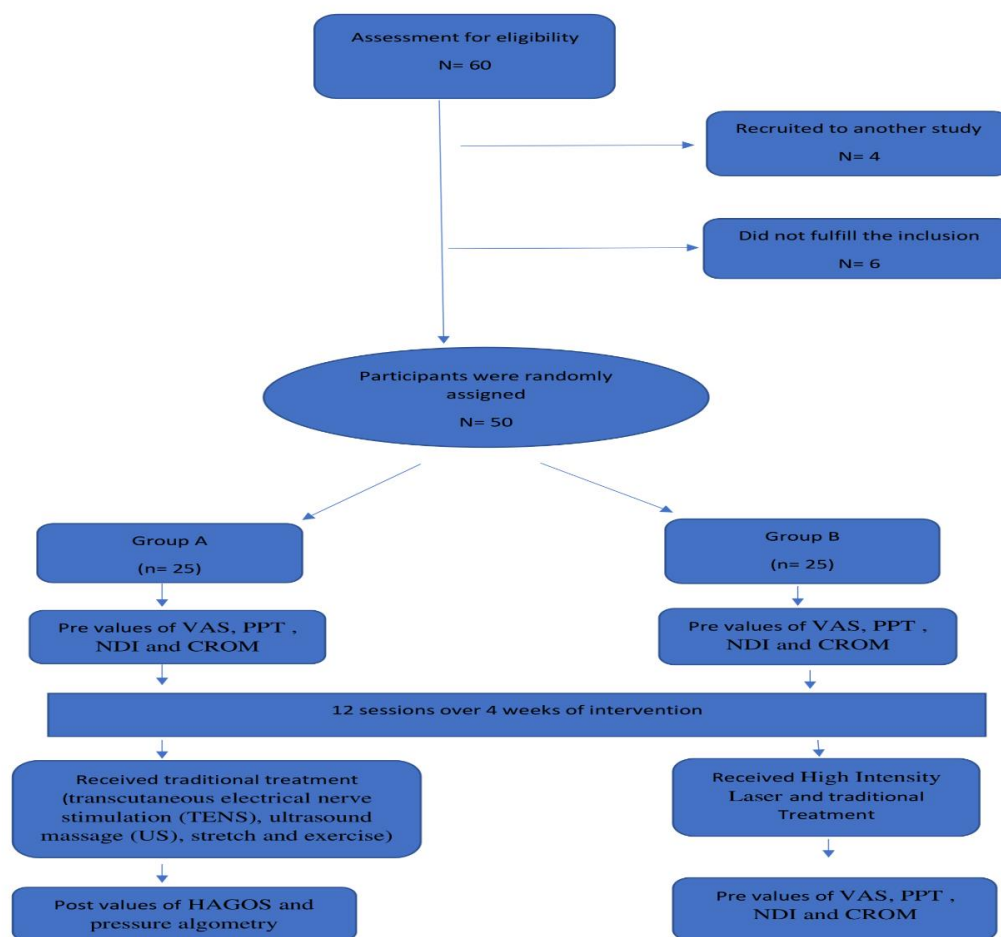 Assessment for eligibility
N= 60
Recruited to another study
N= 4
Did not fulfill the inclusion
N= 6
Participants were randomly
assigned
N= 50
Group A
(n= 25)
Group B
(n= 25)
Pre values of VAS, PPT ,
NDI and CROM
Pre values of VAS, PPT ,
NDI and CROM
12 sessions over 4 weeks of intervention
Received traditional treatment
(transcutaneous electrical nerve
stimulation (TENS), ultrasound
massage (US), stretch and exercise)
Received High Intensity
Laser and traditional
Treatment
Post values of HAGOS and
pressure algometry
Pre values of VAS, PPT ,
NDI and CROM